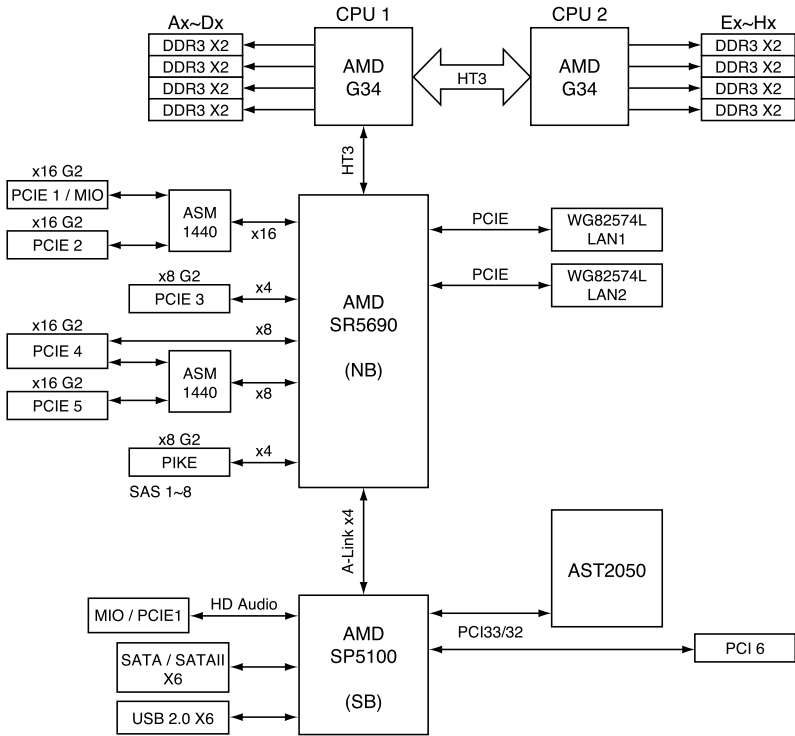 Ax~Dx
CPU 1
CPU 2
Ex~Hx
DDR3 X2
DDR3 X2
DDR3 X2
DDR3 X2
AMD
G34
HT3
AMD
G34
DDR3 X2
DDR3 X2
DDR3 X2
DDR3 X2
HT3
x16 G2
PCIE 1 / MIO
x16 G2
PCIE 2
ASM
1440
x16
x8 G2
PCIE 3
x4
x16 G2
PCIE 4
x8
x16 G2
PCIE 5
ASM
1440
x8
x8 G2
PIKE
x4
SAS 1~8
AMD
SR5690
(NB)
PCIE
WG82574L
LAN1
PCIE
WG82574L
LAN2
A-Link x4
MIO / PCIE1
HD Audio
SATA / SATAII
X6
USB 2.0 X6
AMD
SP5100
(SB)
AST2050
PCI33/32
PCI 6